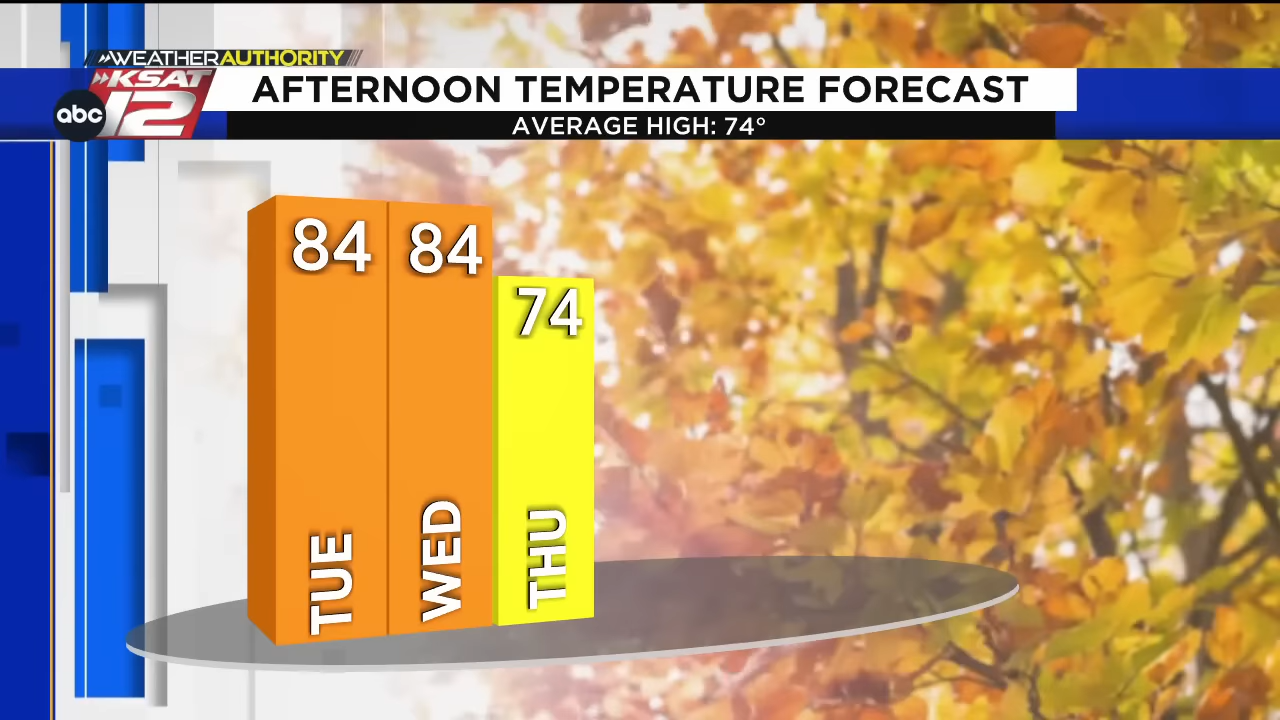 WEATHERAUTHORITY
KSAT
abc
12
AFTERNOON TEMPERATURE FORECAST
AVERAGE HIGH: 74°
84
84
74
TUE
WED
THU